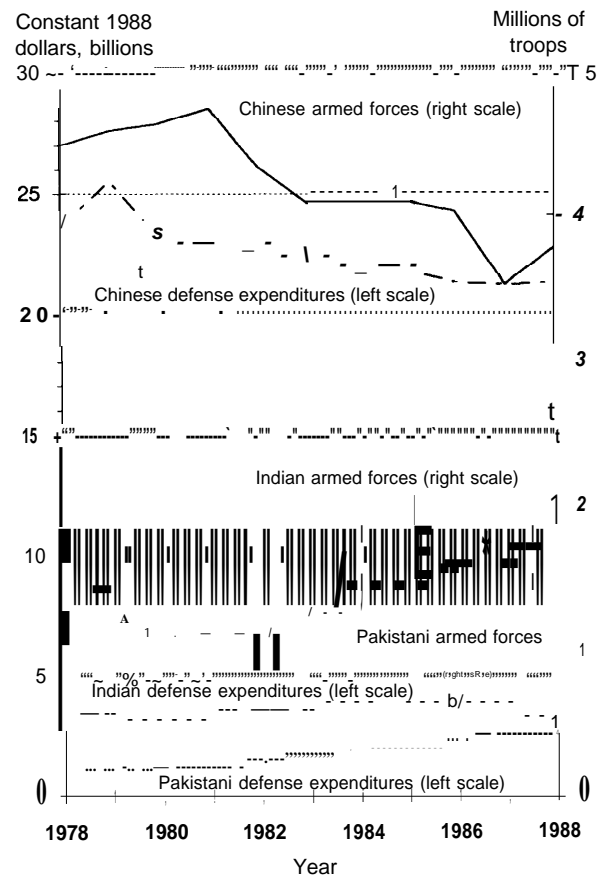 Constant 1988
dollars, billions
Millions of
troops
30
5
Chinese armed forces (right scale)
25
4
Chinese defense expenditures (left scale)
20
3
15
Indian armed forces (right scale)
2
10
Pakistani armed forces
1
5
Indian defense expenditures (left scale)
b/
Pakistani defense expenditures (left scale)
0
0
1978 1980 1982 1984 1986 1988
Year